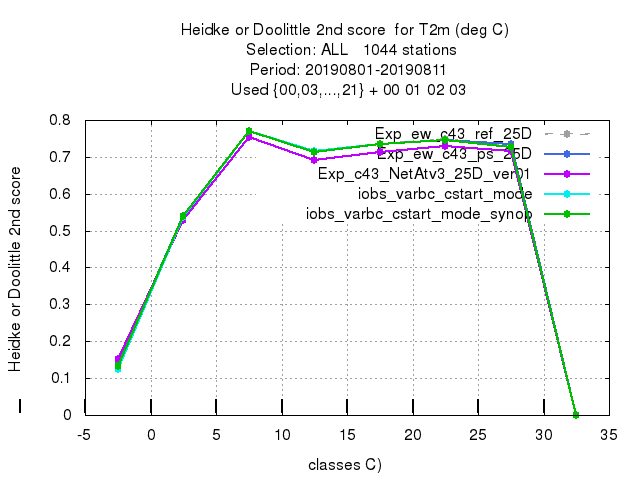 Heidke or Doolittle 2nd score for T2m (deg C)
Selection: ALL 1044 stations
Period: 20190801-20190811
Used {00,03,...,21} + 00 01 02 03
Heidke or Doolittle 2nd score
0.8
0.7
0.6
0.5
0.4
0.3
0.2
0.1
0
Exp_ew_c43_ref_25D
Exp_ew_c43_ps_25D
Exp_c43_NetAtv3_25D_ver01
iobs_varbc_cstart_mode
iobs_varbc_cstart_mode_synop
-5 0 5 10 15 20 25 30 35
classes C)